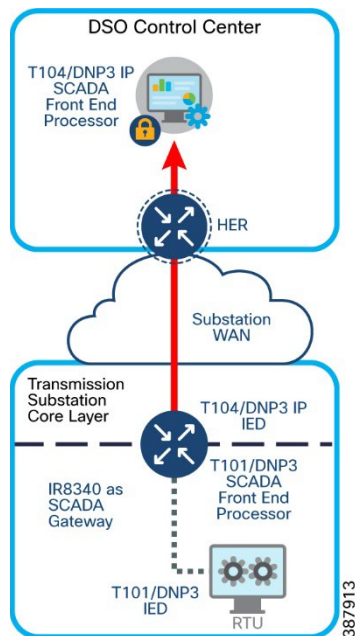 DSO Control Center
T104/DNP3 IP
SCADA
Front End
Processor
HER
Substation
WAN
Transmission
Substation
Core Layer
T104/DNP3 IP
IED
IR8340 as
SCADA
Gateway
T101/DNP3
SCADA
Front End
Processor
T101/DNP3
IED
RTU
387913